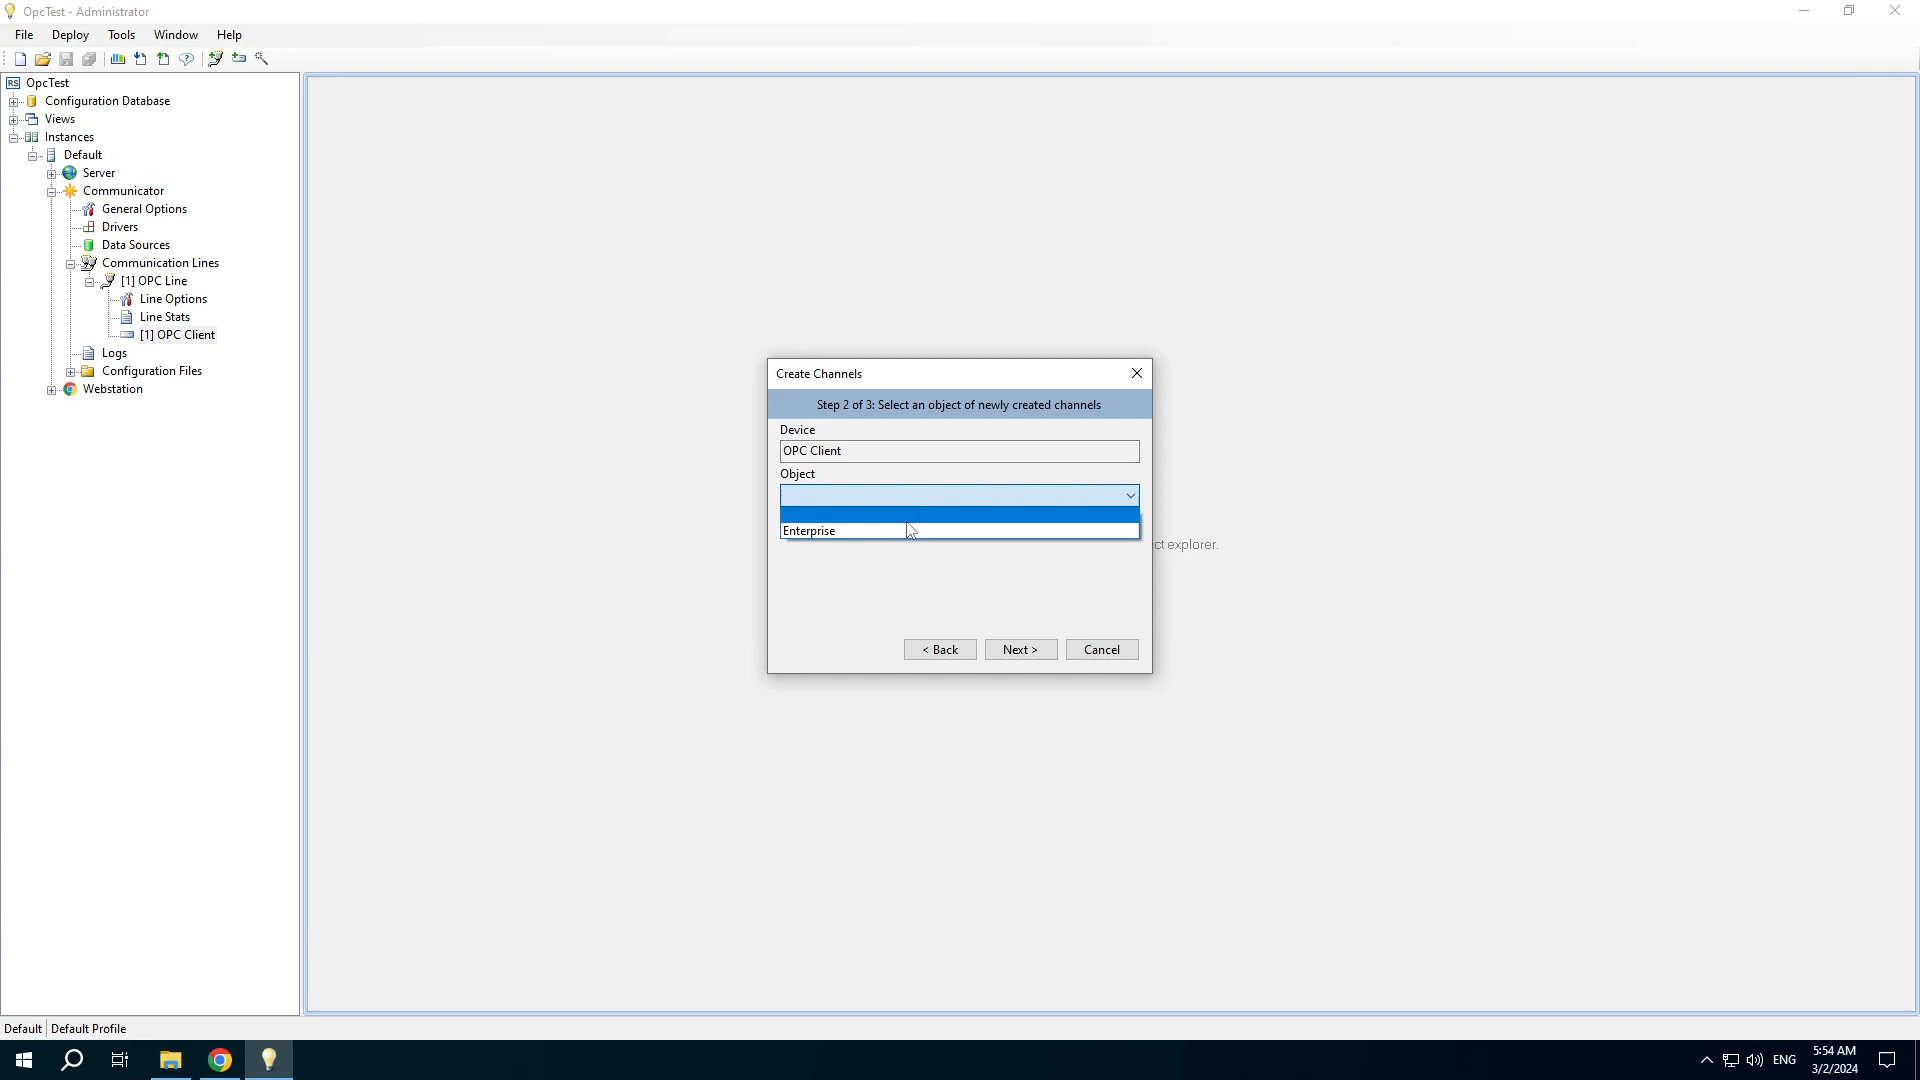 OpcTest - Administrator
File Deploy Tools Window Help
RS OpcTest
Configuration Database
Views
Instances
Default
Server
Communicator
General Options
Drivers
Data Sources
Communication Lines
[1] OPC Line
Line Options
Line Stats
[1] OPC Client
Logs
Configuration Files
Webstation
Create Channels
Step 2 of 3: Select an object of newly created channels
Device
OPC Client
Object
Enterprise
explorer.
< Back Next > Cancel
Default Default Profile
ENG
5:54 AM
3/2/2024